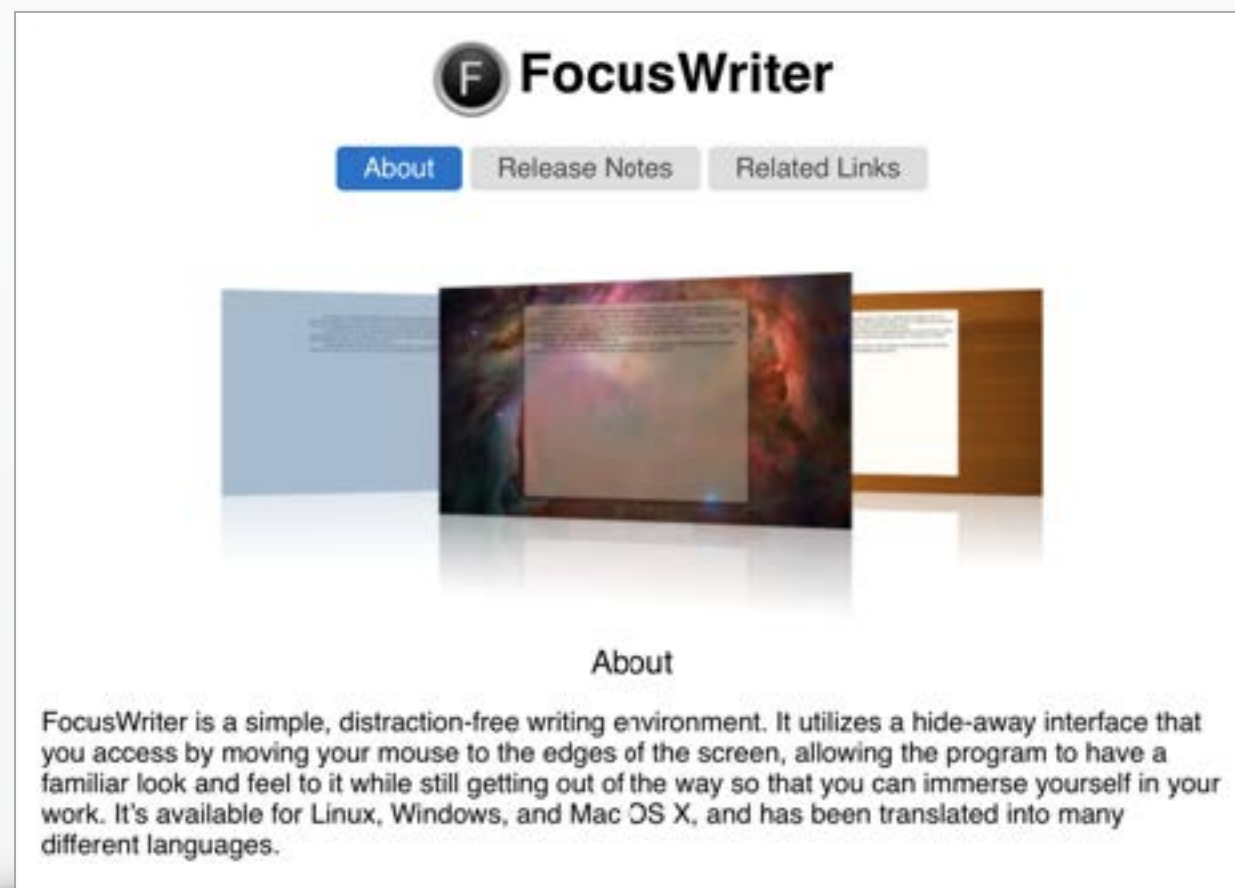 F FocusWriter
About Release Notes Related Links
About
FocusWriter is a simple, distraction-free writing environment. It utilizes a hide-away interface that
you access by moving your mouse to the edges of the screen, allowing the program to have a
familiar look and feel to it while still getting out of the way so that you can immerse yourself in your
work. It's available for Linux, Windows, and Mac OS X, and has been translated into many
different languages.